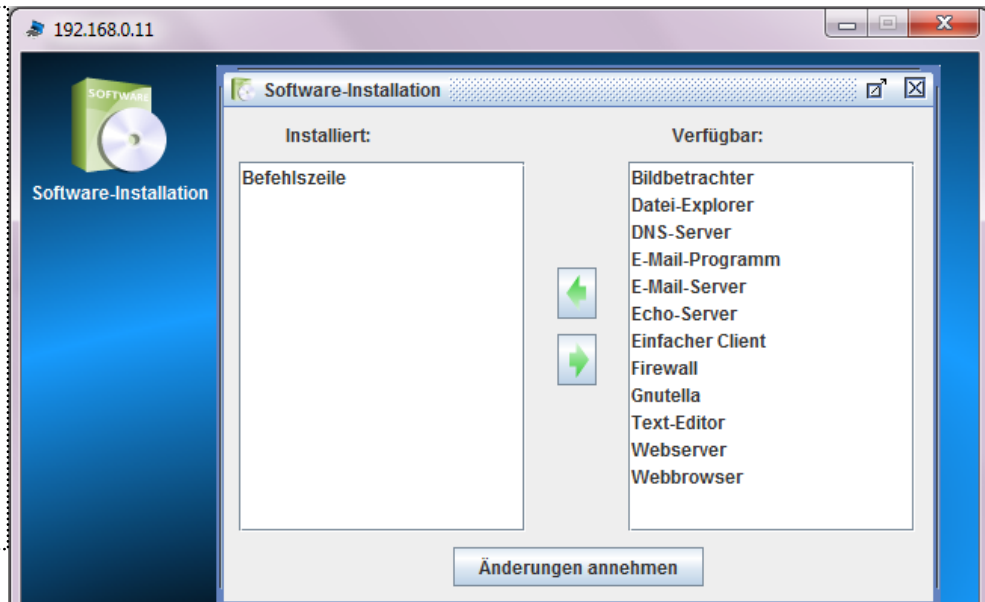 192.168.0.11
SOFTWARE
Software-Installation
Software-Installation
Installiert:
Verfügbar:
Befehlszeile
Bildbetrachter
Datei-Explorer
DNS-Server
E-Mail-Programm
E-Mail-Server
Echo-Server
Einfacher Client
Firewall
Gnutella
Text-Editor
Webserver
Webbrowser
Änderungen annehmen